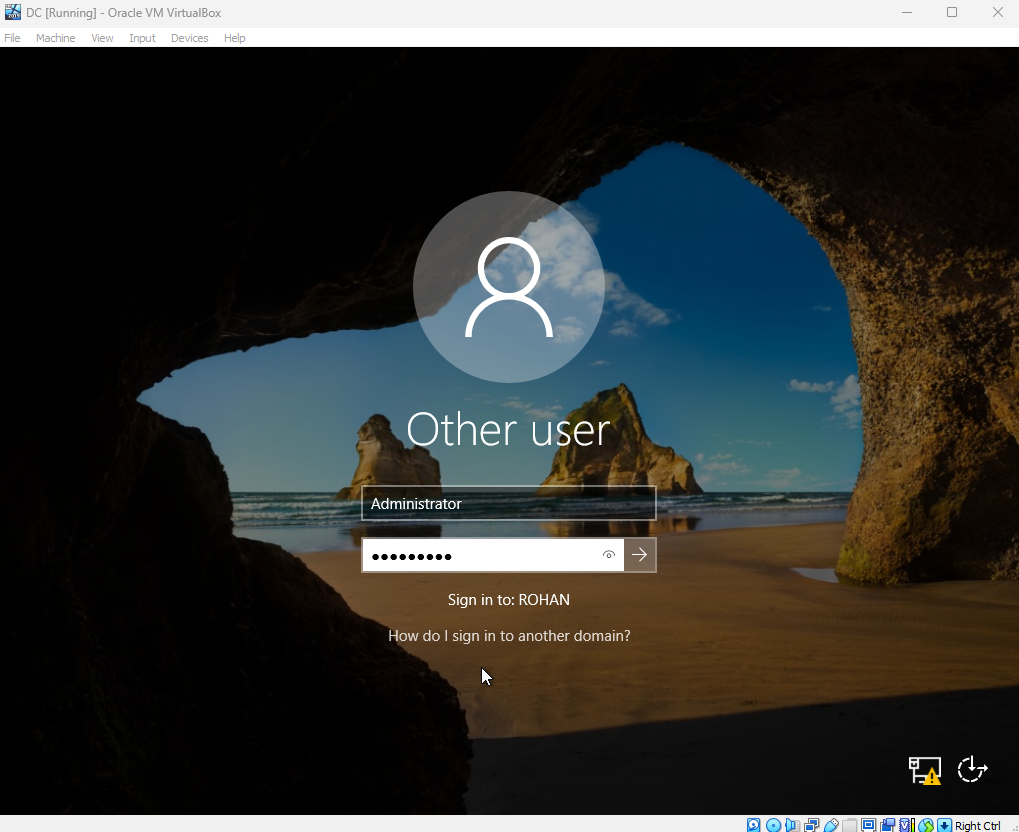 DC [Running] - Oracle VM VirtualBox
File Machine View Input Devices Help
Other user
Administrator
●●●●●●●●●
Sign in to: ROHAN
How do I sign in to another domain?
Right Ctrl